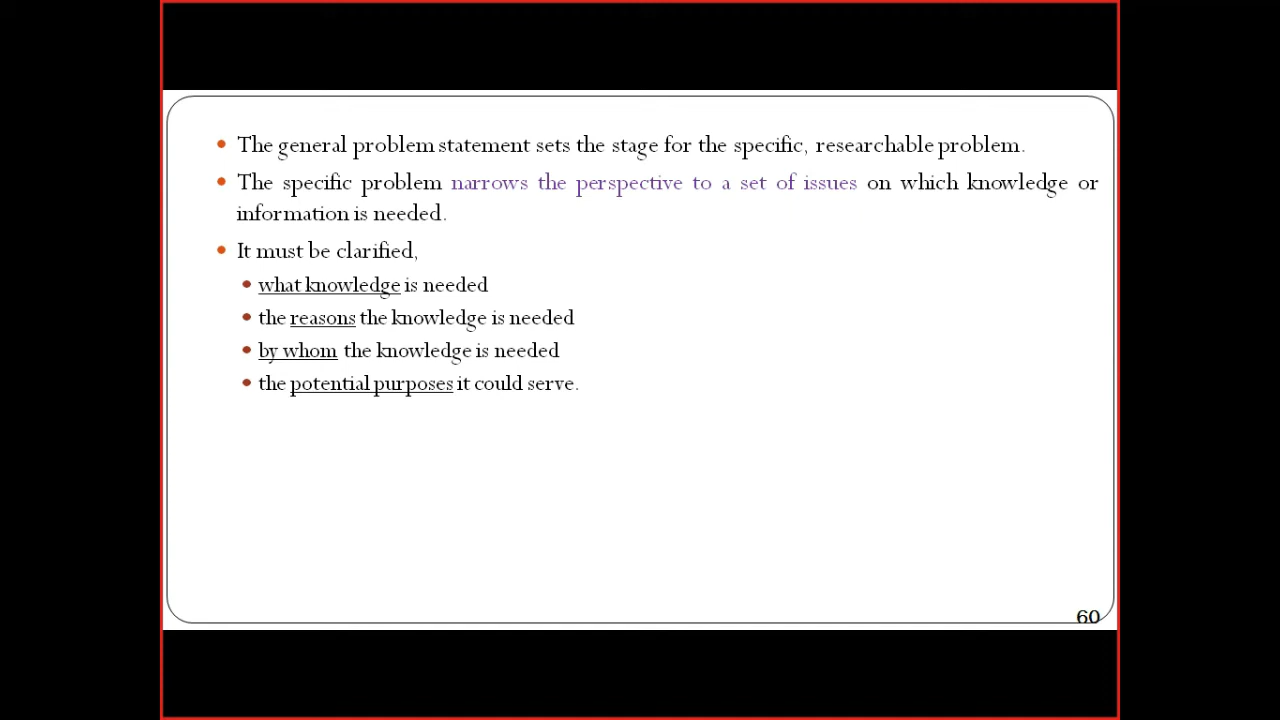 • The general problem statement sets the stage for the specific, researchable problem.
• The specific problem narrows the perspective to a set of issues on which knowledge or
information is needed.
• It must be clarified,
• what knowledge is needed
• the reasons the knowledge is needed
• by whom the knowledge is needed
• the potential purposes it could serve.
60